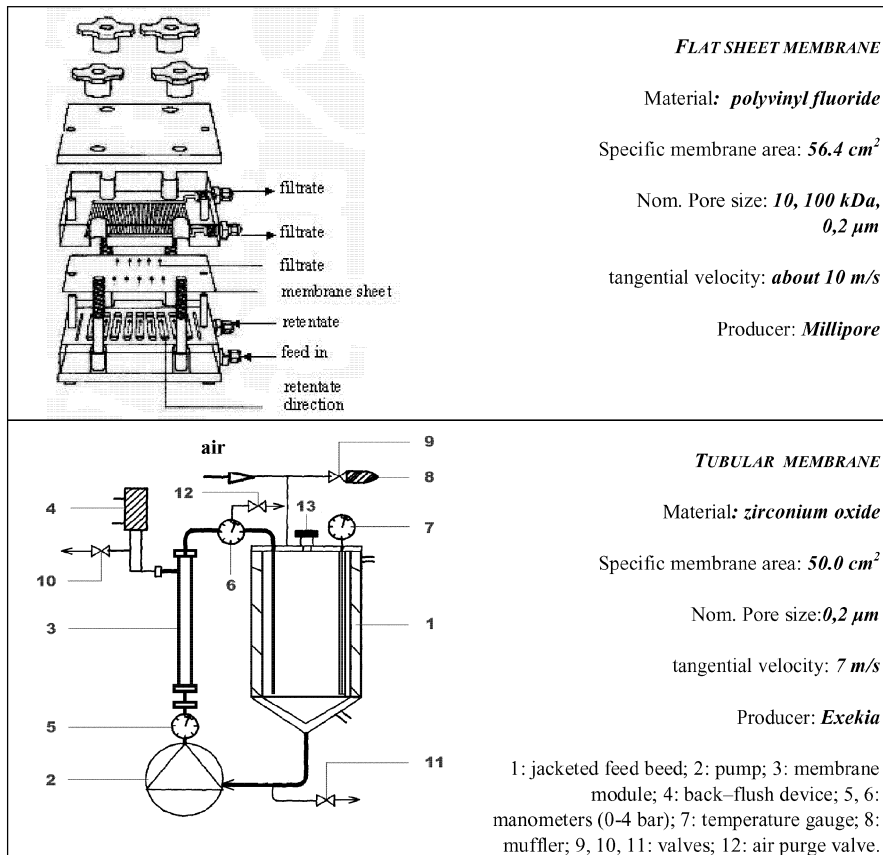 filtrate
filtrate
filtrate
membrane sheet
retentate
feed in
retentate
direction
FLAT SHEET MEMBRANE
Material: polyvinyl fluoride
Specific membrane area: 56.4 cm²
Nom. Pore size: 10, 100 kDa,
0,2 µm
tangential velocity: about 10 m/s
Producer: Millipore
air
9
8
12
4
13
7
10
6
3
1
5
2
11
TUBULAR MEMBRANE
Material: zirconium oxide
Specific membrane area: 50.0 cm²
Nom. Pore size:0,2 µm
tangential velocity: 7 m/s
Producer: Exekia
1: jacketed feed beed; 2: pump; 3: membrane
module; 4: back–flush device; 5, 6:
manometers (0-4 bar); 7: temperature gauge; 8:
muffler; 9, 10, 11: valves; 12: air purge valve.